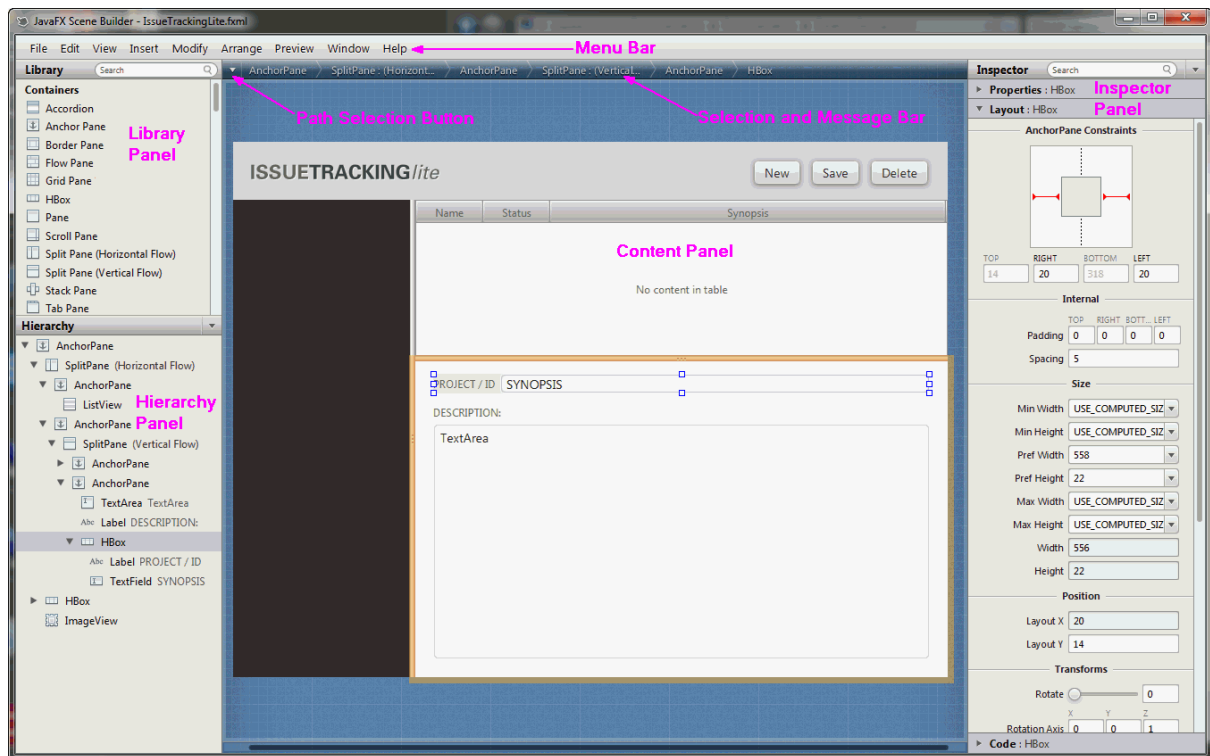 JavaFX Scene Builder - IssueTrackingLite.fxml
File Edit View Insert Modify Arrange Preview Window Help
Menu Bar
Library Search
AnchorPane SplitPane : (Horizont... AnchorPane SplitPane : (Vertical... AnchorPane HBox
Inspector Search
Containers
Accordion
Anchor Pane
Border Pane
Flow Pane
Grid Pane
HBox
Pane
Scroll Pane
Split Pane (Horizontal Flow)
Split Pane (Vertical Flow)
Stack Pane
Tab Pane
Library
Panel
Path Selection Button
Selection and Message Bar
Hierarchy
AnchorPane
SplitPane (Horizontal Flow)
AnchorPane
ListView
AnchorPane
SplitPane (Vertical Flow)
AnchorPane
AnchorPane
TextArea TextArea
Abc Label DESCRIPTION:
HBox
Abc Label PROJECT / ID
TextField SYNOPSIS
HBox
ImageView
Hierarchy
Panel
ISSUETRACKINGlite
New Save Delete
Name Status Synopsis
Content Panel
No content in table
PROJECT / ID SYNOPSIS
DESCRIPTION:
TextArea
Properties : HBox
Layout : HBox
Inspector
Panel
AnchorPane Constraints
TOP RIGHT BOTTOM LEFT
14 20 318 20
Internal
TOP RIGHT BOTT... LEFT
Padding 0 0 0 0
Spacing 5
Size
Min Width USE_COMPUTED_SIZ
Min Height USE_COMPUTED_SIZ
Pref Width 558
Pref Height 22
Max Width USE_COMPUTED_SIZ
Max Height USE_COMPUTED_SIZ
Width 556
Height 22
Position
Layout X 20
Layout Y 14
Transforms
Rotate 0
X Y Z
Rotation Axis 0 0 1
Code : HBox